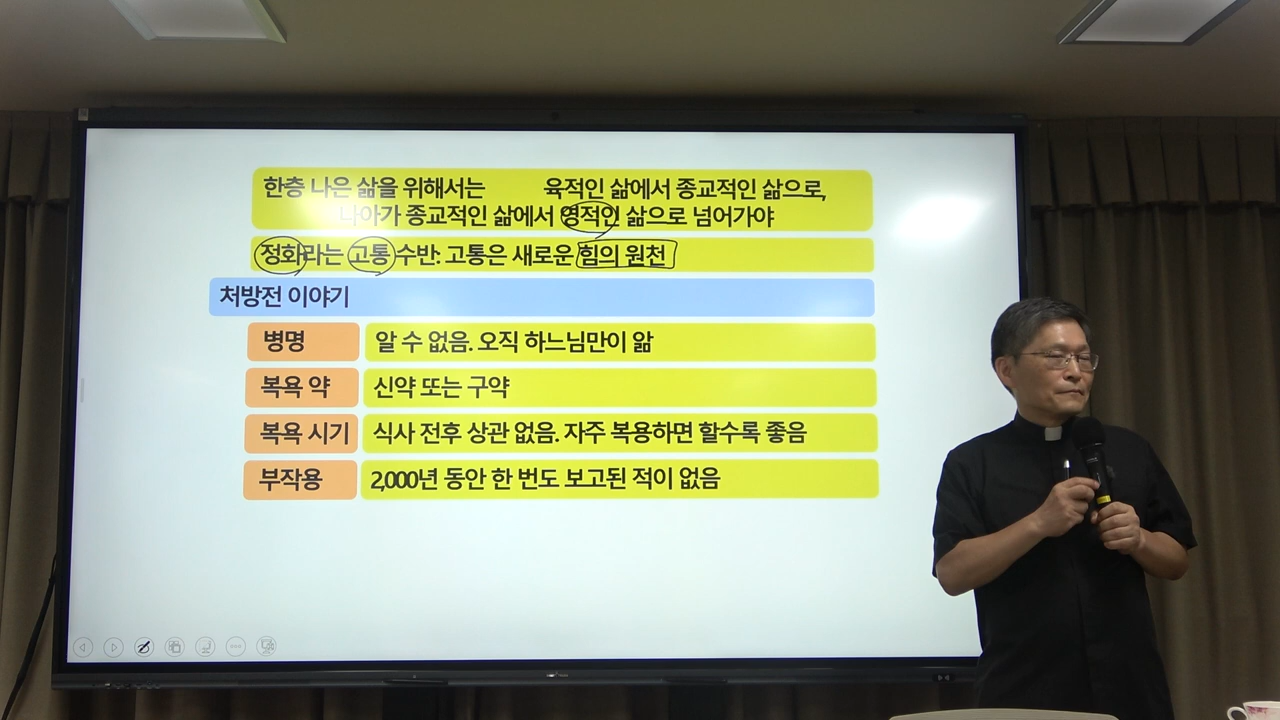 한층 나은 삶을 위해서는 육적인 삶에서 종교적인 삶으로,
나아가 종교적인 삶에서 영적인 삶으로 넘어가야
정화라는 고통 수반: 고통은 새로운 힘의 원천
처방전 이야기
병명 알 수 없음. 오직 하느님만이 앎
복욕 약 신약 또는 구약
복욕 시기 식사 전후 상관 없음. 자주 복용하면 할수록 좋음
부작용 2,000년 동안 한 번도 보고된 적이 없음